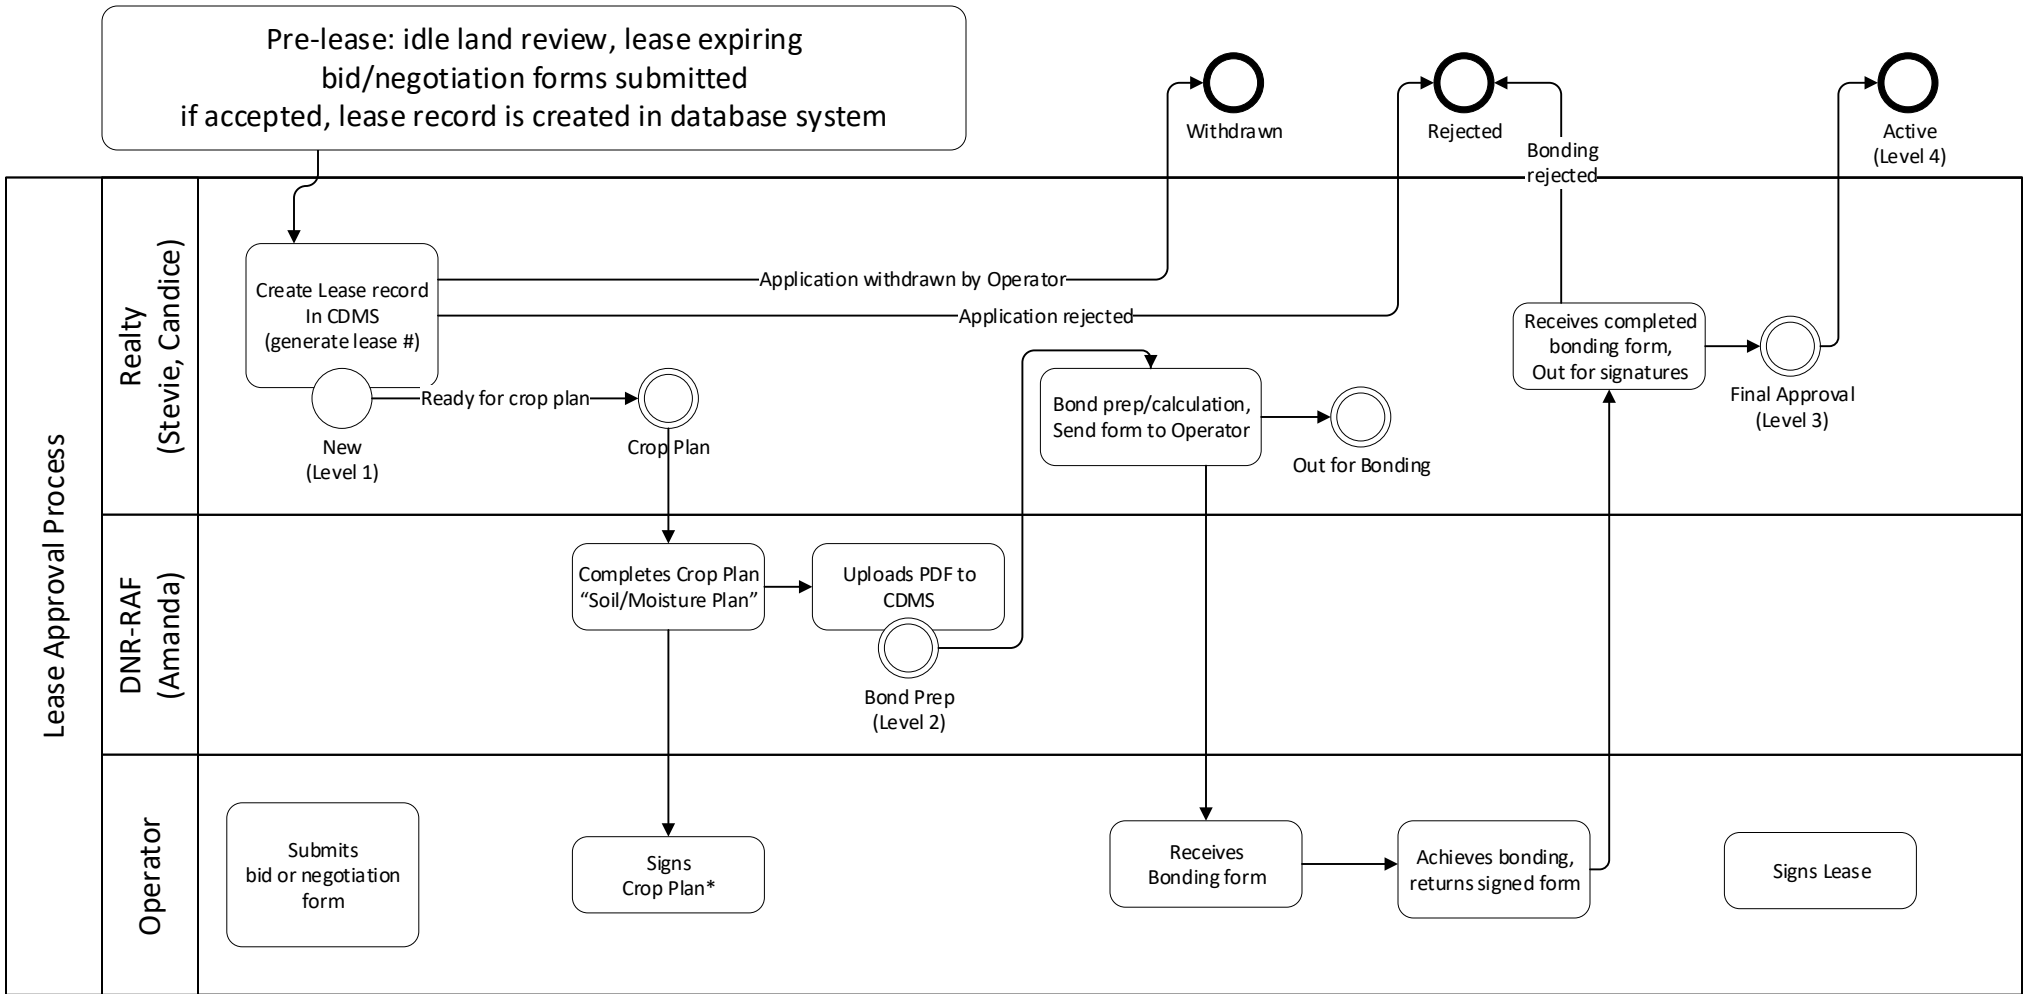 Pre-lease: idle land review, lease expiring
bid/negotiation forms submitted
if accepted, lease record is created in database system
Withdrawn
Rejected
Active
(Level 4)
Bonding
rejected
Lease Approval Process
Realty
(Stevie, Candice)
Create Lease record
In CDMS
(generate lease #)
Application withdrawn by Operator
Application rejected
New
(Level 1)
Ready for crop plan
Crop Plan
Bond prep/calculation,
Send form to Operator
Out for Bonding
Receives completed
bonding form,
Out for signatures
Final Approval
(Level 3)
DNR-RAF
(Amanda)
Completes Crop Plan
“Soil/Moisture Plan”
Uploads PDF to
CDMS
Bond Prep
(Level 2)
Operator
Submits
bid or negotiation
form
Signs
Crop Plan*
Receives
Bonding form
Achieves bonding,
returns signed form
Signs Lease